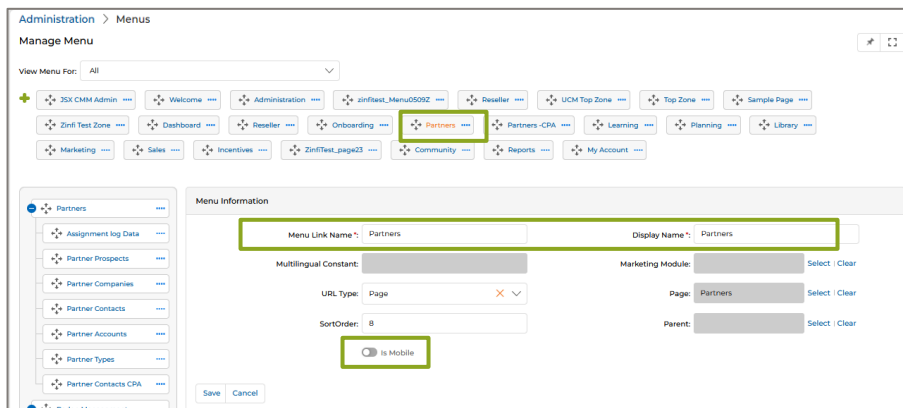 Administration > Menus
Manage Menu
View Menu For: All
JSX CMM Admin Welcome Administration zinfitest_Menu0509Z Reseller UCM Top Zone Top Zone Sample Page
Zinfi Test Zone Dashboard Reseller Onboarding Partners Partners -CPA Learning Planning Library
Marketing Sales Incentives ZinfiTest_page23 Community Reports My Account
Partners
Assignment log Data
Partner Prospects
Partner Companies
Partner Contacts
Partner Accounts
Partner Types
Partner Contacts CPA
Menu Information
Menu Link Name *: Partners Display Name *: Partners
Multilingual Constant: Marketing Module: Select | Clear
URL Type: Page Page: Partners Select | Clear
SortOrder: 8 Parent: Select | Clear
Is Mobile
Save Cancel